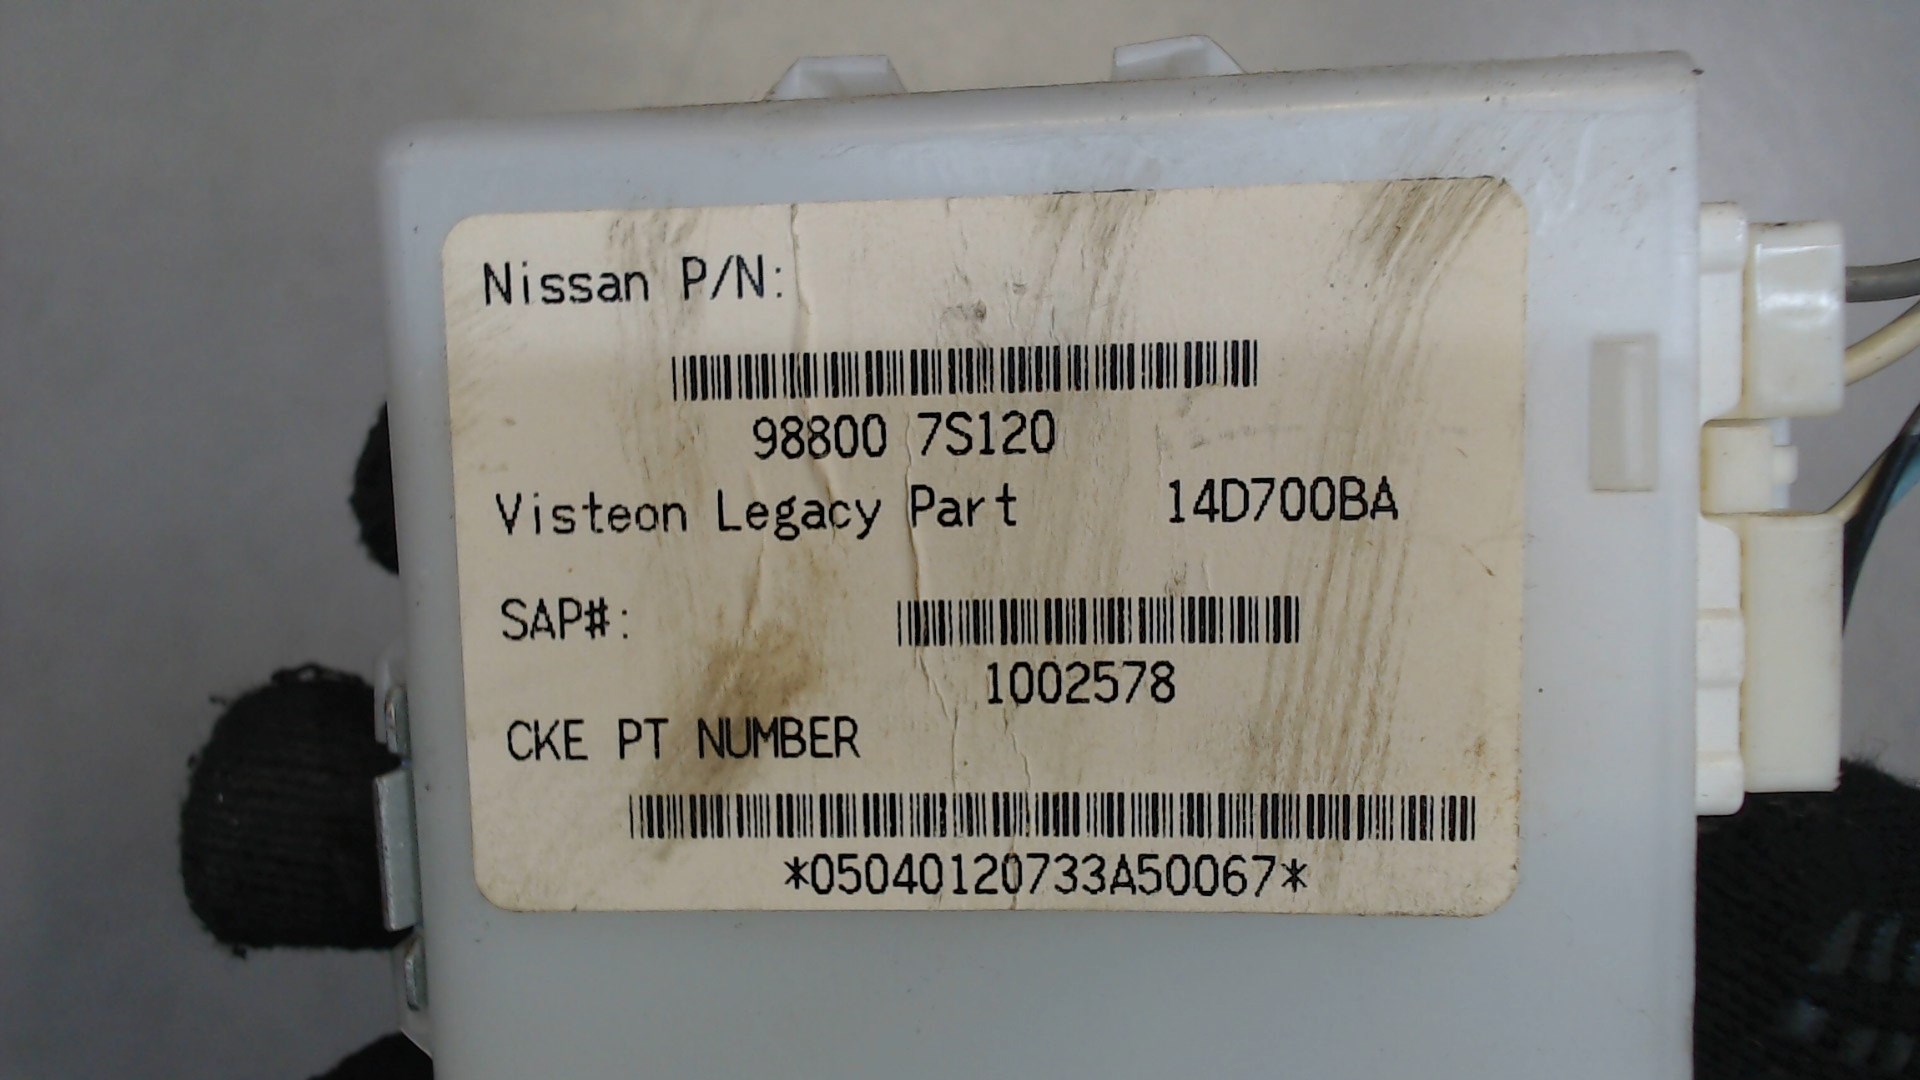 Nissan P/N:
98800 7S120
Visteon Legacy Part 14D700BA
SAP#:
1002578
CKE PT NUMBER
*05040120733A50067*